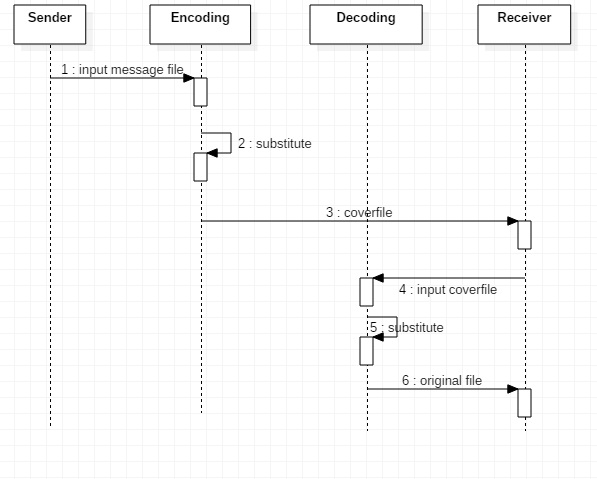 Sender
Encoding
Decoding
Receiver
1 : input message file
2 : substitute
3 : coverfile
4 : input coverfile
5 : substitute
6 : original file